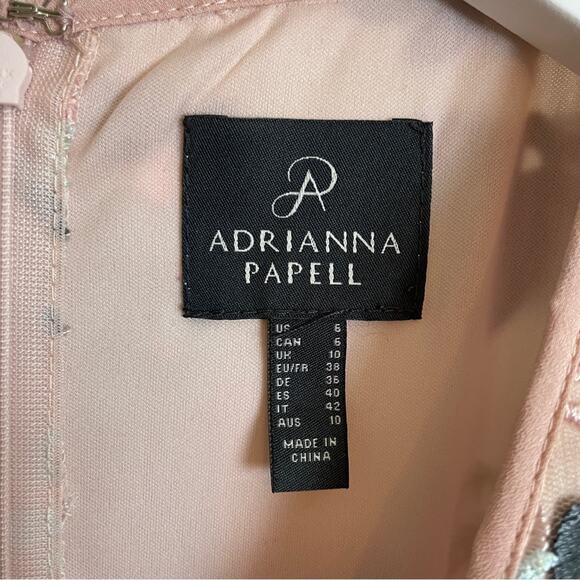 ADRIANNA
PAPELL
US 6
CAN 6
UK 10
EU/FR 38
DE 36
ES 40
IT 42
AUS 10
MADE IN
CHINA